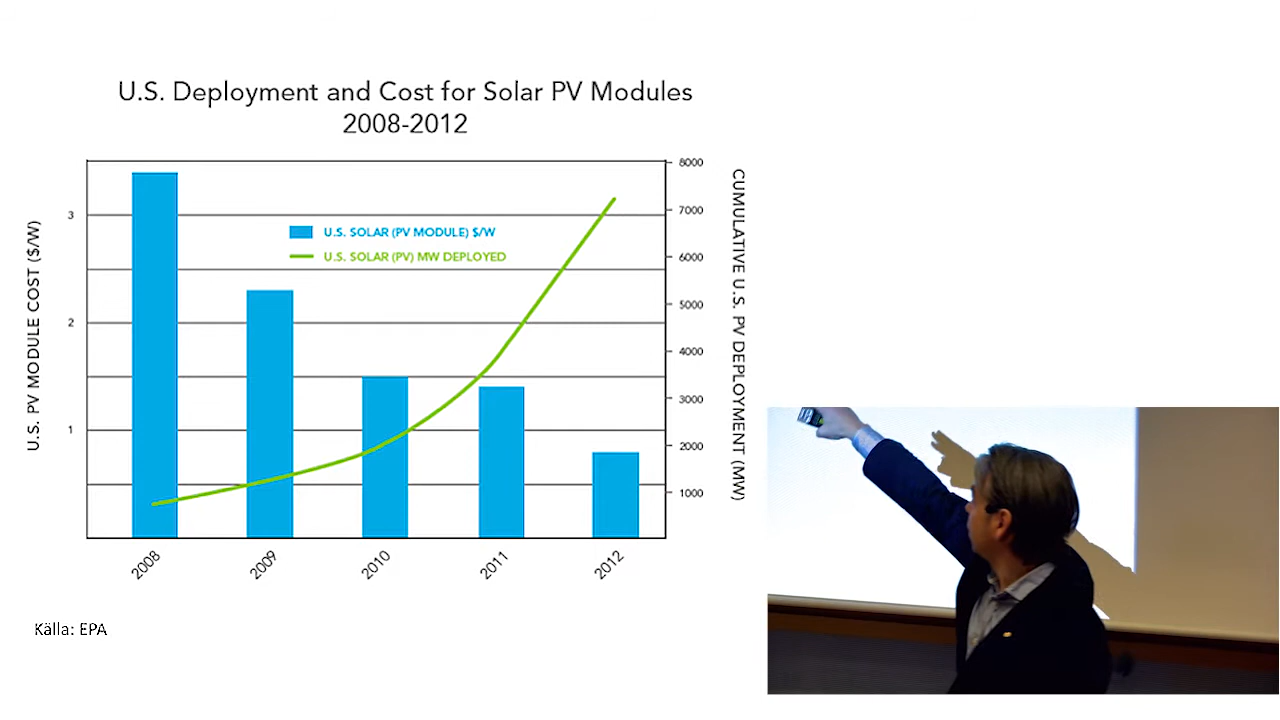 U.S. Deployment and Cost for Solar PV Modules
2008-2012
U.S. PV MODULE COST ($/W)
3
2
1
U.S. SOLAR (PV MODULE) $/W
U.S. SOLAR (PV) MW DEPLOYED
8000
7000
6000
5000
4000
3000
2000
1000
CUMULATIVE U.S. PV DEPLOYMENT (MW)
2008
2009
2010
2011
2012
Källa: EPA